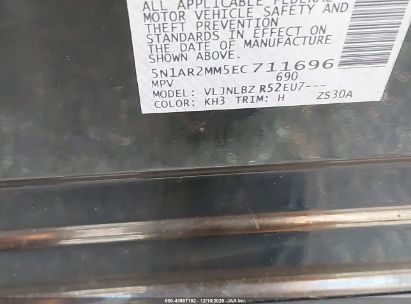 ALL APPLICABLE FEDERAL
MOTOR VEHICLE SAFETY AND
THEFT PREVENTION
STANDARDS IN EFFECT ON
THE DATE OF MANUFACTURE
SHOWN ABOVE.
5N1AR2MM5EC711696
MPV 690
MODEL: VLJNLBZ R52EU7---
COLOR: KH3 TRIM: H ZS30A